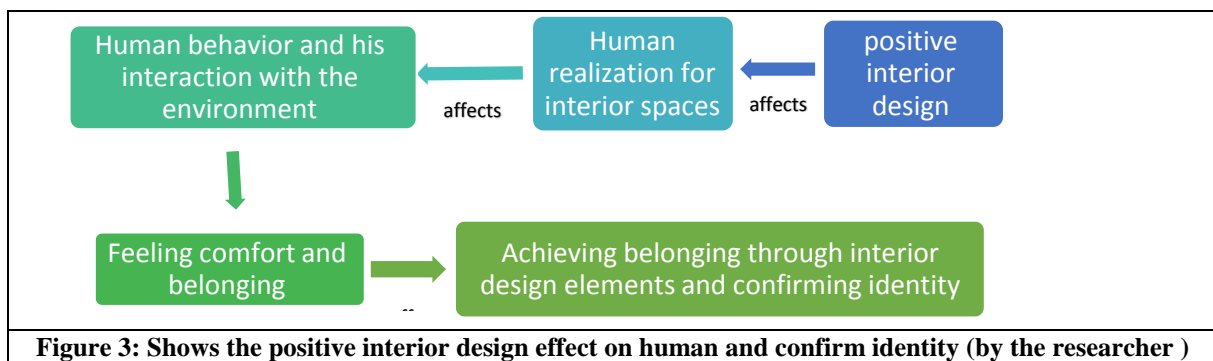 Human behavior and his
interaction with the
environment
affects
Human
realization for
interior spaces
affects
positive
interior
design
Feeling comfort and
belonging
Achieving belonging through interior
design elements and confirming identity
Figure 3: Shows the positive interior design effect on human and confirm identity (by the researcher )